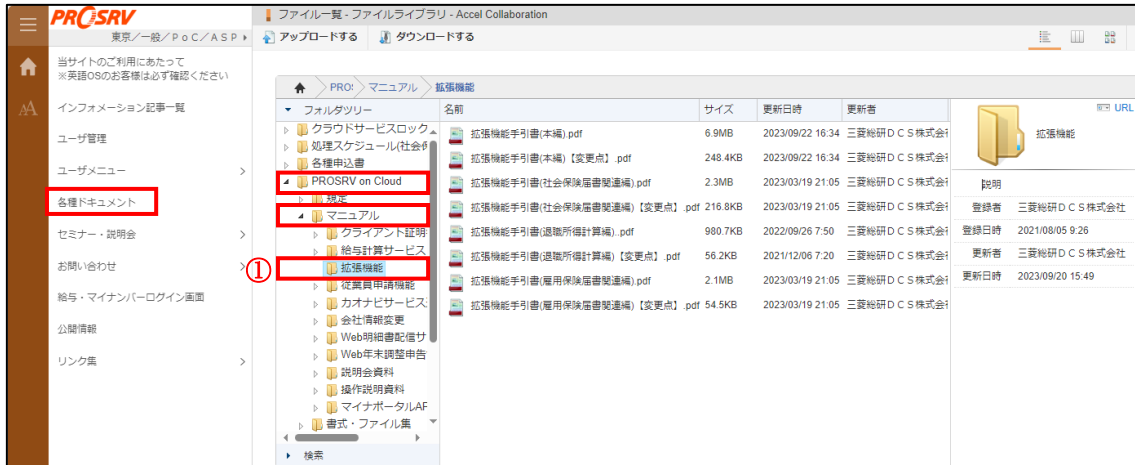 PROSRV
東京／一般／ＰｏＣ／ＡＳＰ
当サイトのご利用にあたって
※英語OSのお客様は必ず確認ください
インフォメーション記事一覧
ユーザ管理
ユーザメニュー
各種ドキュメント
セミナー・説明会
お問い合わせ
給与・マイナンバーログイン画面
公開情報
リンク集
ファイル一覧 - ファイルライブラリ - Accel Collaboration
アップロードする ダウンロードする
PROS マニュアル 拡張機能
フォルダツリー
クラウドサービスロック
処理スケジュール(社会保
各種申込書
PROSRV on Cloud
規定
マニュアル
クライアント証明
給与計算サービス
① 拡張機能
従業員申請機能
カオナビサービス
会社情報変更
Web明細書配信サ
Web年末調整申告
説明会資料
操作説明資料
マイナポータルAF
書式・ファイル集
検索
名前 サイズ 更新日時 更新者
拡張機能手引書(本編).pdf 6.9MB 2023/09/22 16:34 三菱総研ＤＣＳ株式会社
拡張機能手引書(本編)【変更点】.pdf 248.4KB 2023/09/22 16:34 三菱総研ＤＣＳ株式会社
拡張機能手引書(社会保険届書関連編).pdf 2.3MB 2023/03/19 21:05 三菱総研ＤＣＳ株式会社
拡張機能手引書(社会保険届書関連編)【変更点】.pdf 216.8KB 2023/03/19 21:05 三菱総研ＤＣＳ株式会社
拡張機能手引書(退職所得計算編)..pdf 980.7KB 2022/09/26 7:50 三菱総研ＤＣＳ株式会社
拡張機能手引書(退職所得計算編)【変更点】.pdf 56.2KB 2021/12/06 7:20 三菱総研ＤＣＳ株式会社
拡張機能手引書(雇用保険届書関連編).pdf 2.1MB 2023/03/19 21:05 三菱総研ＤＣＳ株式会社
拡張機能手引書(雇用保険届書関連編)【変更点】.pdf 54.5KB 2023/03/19 21:05 三菱総研ＤＣＳ株式会社
URL
拡張機能
説明
登録者 三菱総研ＤＣＳ株式会社
登録日時 2021/08/05 9:26
更新者 三菱総研ＤＣＳ株式会社
更新日時 2023/09/20 15:49